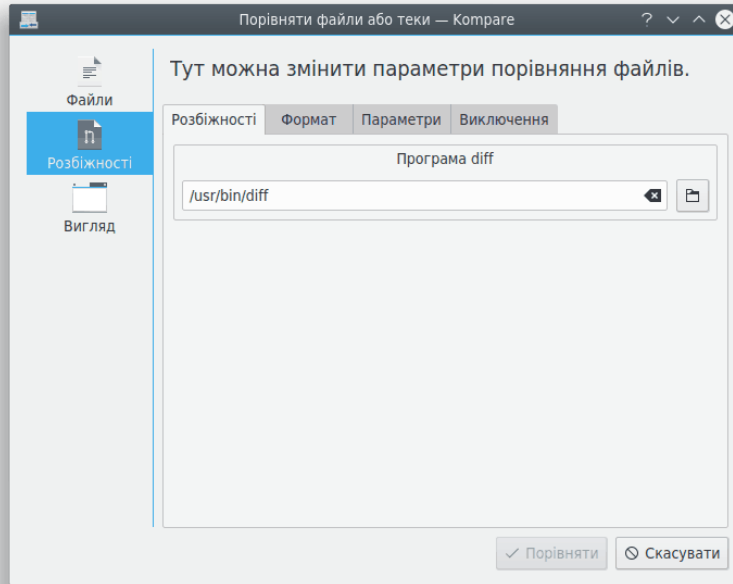 Порівняти файли або теки — Kompare
Файли
Розбіжності
Вигляд
Тут можна змінити параметри порівняння файлів.
Розбіжності Формат Параметри Виключення
Програма diff
/usr/bin/diff
Порівняти Скасувати